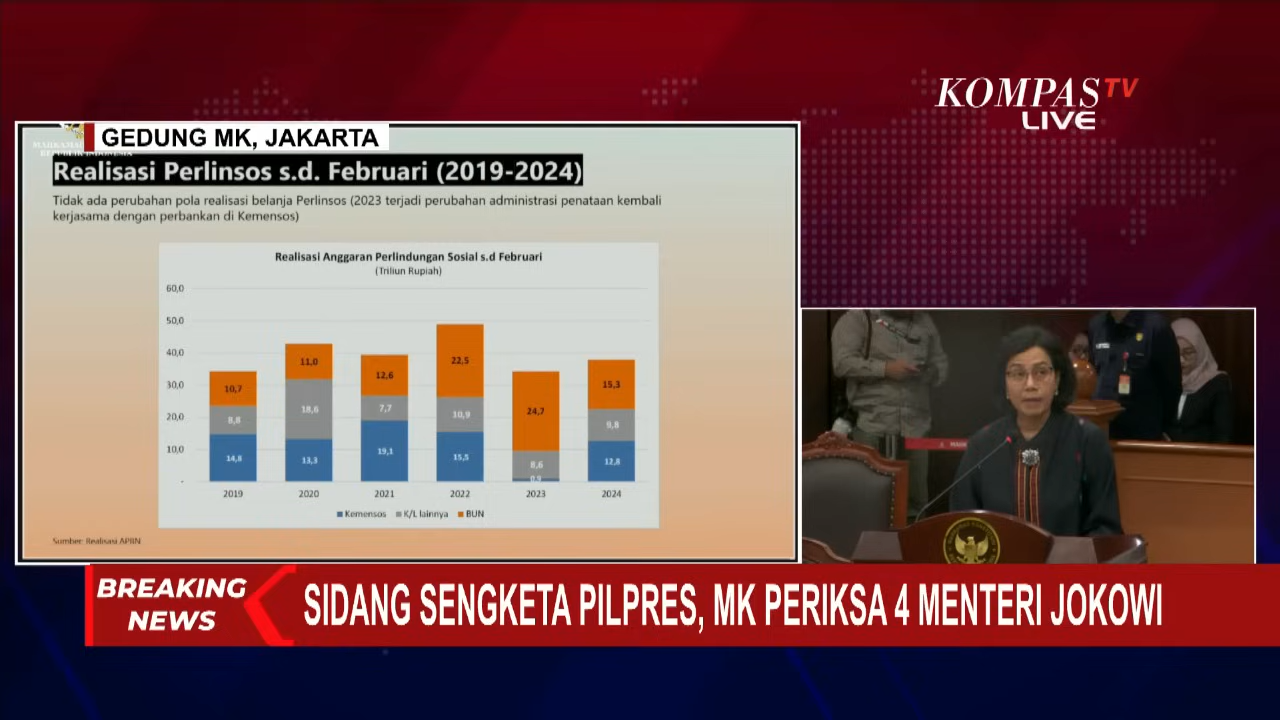 KOMPAS TV
LIVE
GEDUNG MK, JAKARTA
REPUBLIK INDONESIA
Realisasi Perlinsos s.d. Februari (2019-2024)
Tidak ada perubahan pola realisasi belanja Perlinsos (2023 terjadi perubahan administrasi penataan kembali
kerjasama dengan perbankan di Kemensos)
Realisasi Anggaran Perlindungan Sosial s.d Februari
(Triliun Rupiah)
60,0
50,0
40,0
30,0
20,0
10,0
-
10,7
8,8
14,8
11,0
18,6
13,3
12,6
7,7
19,1
22,5
10,9
15,5
24,7
8,6
0,9
15,3
9,8
12,8
2019 2020 2021 2022 2023 2024
Kemensos K/L lainnya BUN
Sumber: Realisasi APBN
BREAKING
NEWS
SIDANG SENGKETA PILPRES, MK PERIKSA 4 MENTERI JOKOWI